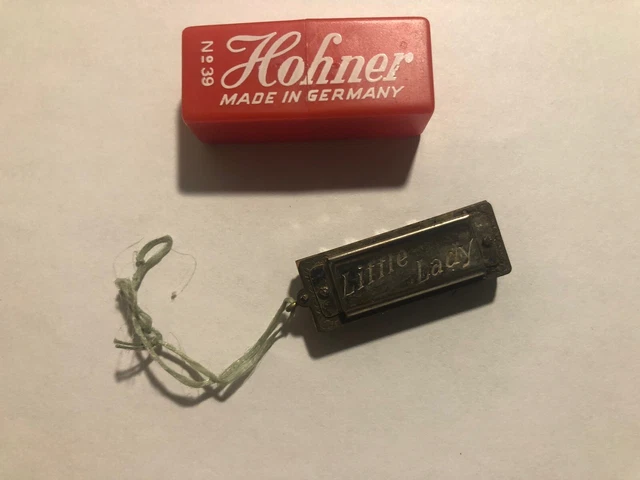 Nº 39
Hohner
MADE IN GERMANY
Little Lady